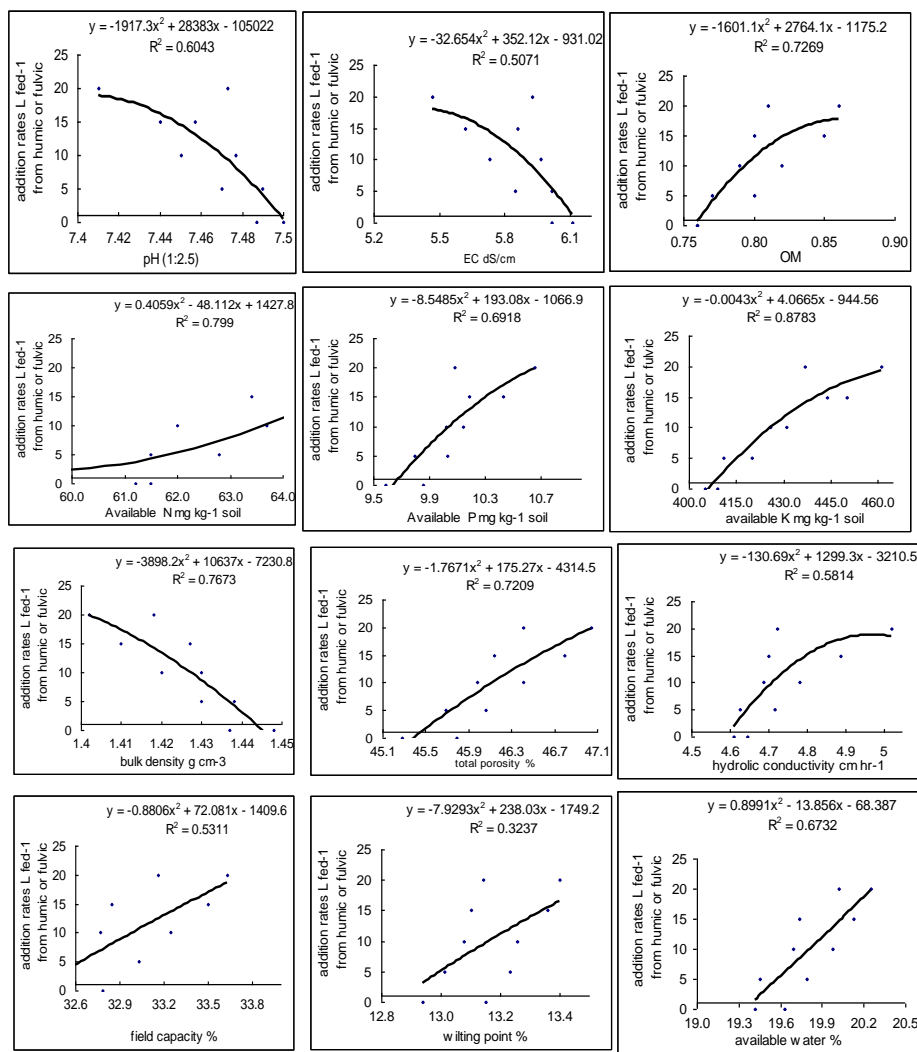 y = -1917.3x² + 28383x - 105022
R² = 0.6043
addition rates L fed-1
from humic or fulvic
25
20
15
10
5
0
7.4 7.42 7.44 7.46 7.48 7.5
pH (1:2.5)
y = -32.654x² + 352.12x - 931.02
R² = 0.5071
addition rates L fed-1
from humic or fulvic
25
20
15
10
5
0
5.2 5.5 5.8 6.1
EC dS/cm
y = -1601.1x² + 2764.1x - 1175.2
R² = 0.7269
addition rates L fed-1
from humic or fulvic
25
20
15
10
5
0
0.75 0.80 0.85 0.90
OM
y = 0.4059x² - 48.112x + 1427.8
R² = 0.799
addition rates L fed-1
from humic or fulvic
25
20
15
10
5
0
60.0 61.0 62.0 63.0 64.0
Available N mg kg-1 soil
y = -8.5485x² + 193.08x - 1066.9
R² = 0.6918
addition rates L fed-1
from humic or fulvic
25
20
15
10
5
0
9.5 9.9 10.3 10.7
Available P mg kg-1 soil
y = -0.0043x² + 4.0665x - 944.56
R² = 0.8783
addition rates L fed-1
from humic or fulvic
25
20
15
10
5
0
400.0 415.0 430.0 445.0 460.0
available K mg kg-1 soil
y = -3898.2x² + 10637x - 7230.8
R² = 0.7673
addition rates L fed-1
from humic or fulvic
25
20
15
10
5
0
1.4 1.41 1.42 1.43 1.44 1.45
bulk density g cm-3
y = -1.7671x² + 175.27x - 4314.5
R² = 0.7209
addition rates L fed-1
from humic or fulvic
25
20
15
10
5
0
45.1 45.5 45.9 46.3 46.7 47.1
total porosity %
y = -130.69x² + 1299.3x - 3210.5
R² = 0.5814
addition rates L fed-1
from humic or fulvic
25
20
15
10
5
0
4.5 4.6 4.7 4.8 4.9 5
hydrolic conductivity cm hr-1
y = -0.8806x² + 72.081x - 1409.6
R² = 0.5311
addition rates L fed-1
from humic or fulvic
25
20
15
10
5
0
32.6 32.9 33.2 33.5 33.8
field capacity %
y = -7.9293x² + 238.03x - 1749.2
R² = 0.3237
addition rates L fed-1
from humic or fulvic
25
20
15
10
5
0
12.8 13.0 13.2 13.4
wilting point %
y = 0.8991x² - 13.856x - 68.387
R² = 0.6732
addition rates L fed-1
from humic or fulvic
25
20
15
10
5
0
19.0 19.3 19.6 19.9 20.2 20.5
available water %